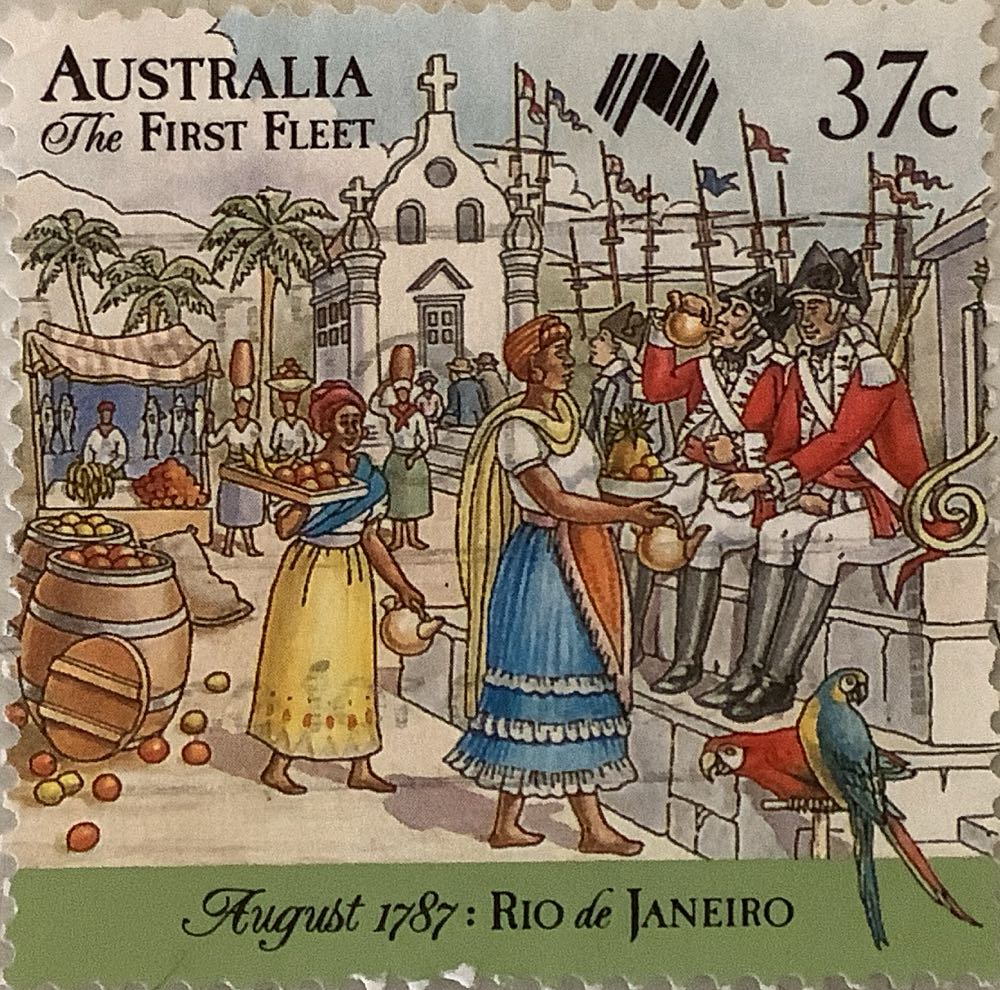 AUSTRALIA
The FIRST FLEET
37c
August 1787: RIO de JANEIRO